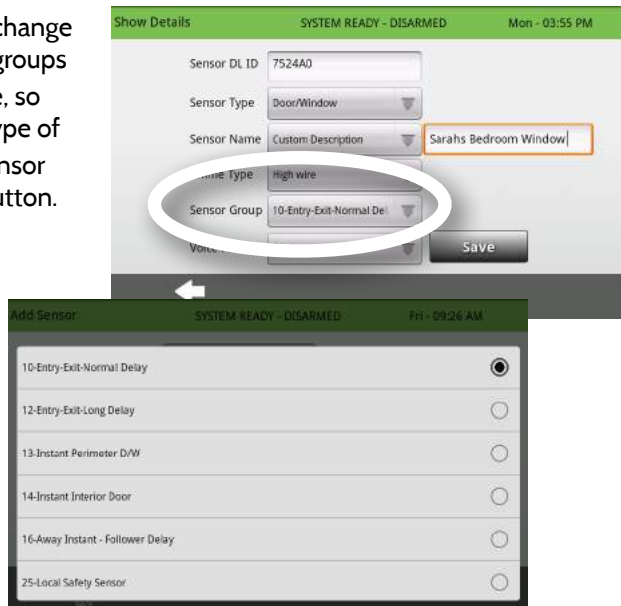 change
groups
, so
pe of
nsor
utton.
Show Details SYSTEM READY - DISARMED Mon - 03:55 PM
Sensor DL ID 7524A0
Sensor Type Door/Window
Sensor Name Custom Description Sarahs Bedroom Window
Type High wire
Sensor Group 10-Entry-Exit-Normal De
Save
Add Sensor SYSTEM READY - DISARMED Fri - 09:26 AM
10-Entry-Exit-Normal Delay
12-Entry-Exit-Long Delay
13-Instant Perimeter D/W
14-Instant Interior Door
16-Away Instant - Follower Delay
25-Local Safety Sensor